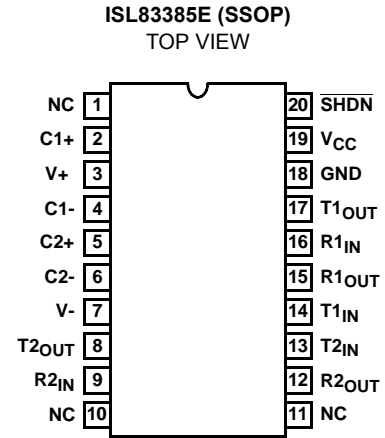 ISL83385E (SSOP)
TOP VIEW
NC 1 20 SHDN
C1+ 2 19 VCC
V+ 3 18 GND
C1- 4 17 T1OUT
C2+ 5 16 R1IN
C2- 6 15 R1OUT
V- 7 14 T1IN
T2OUT 8 13 T2IN
R2IN 9 12 R2OUT
NC 10 11 NC